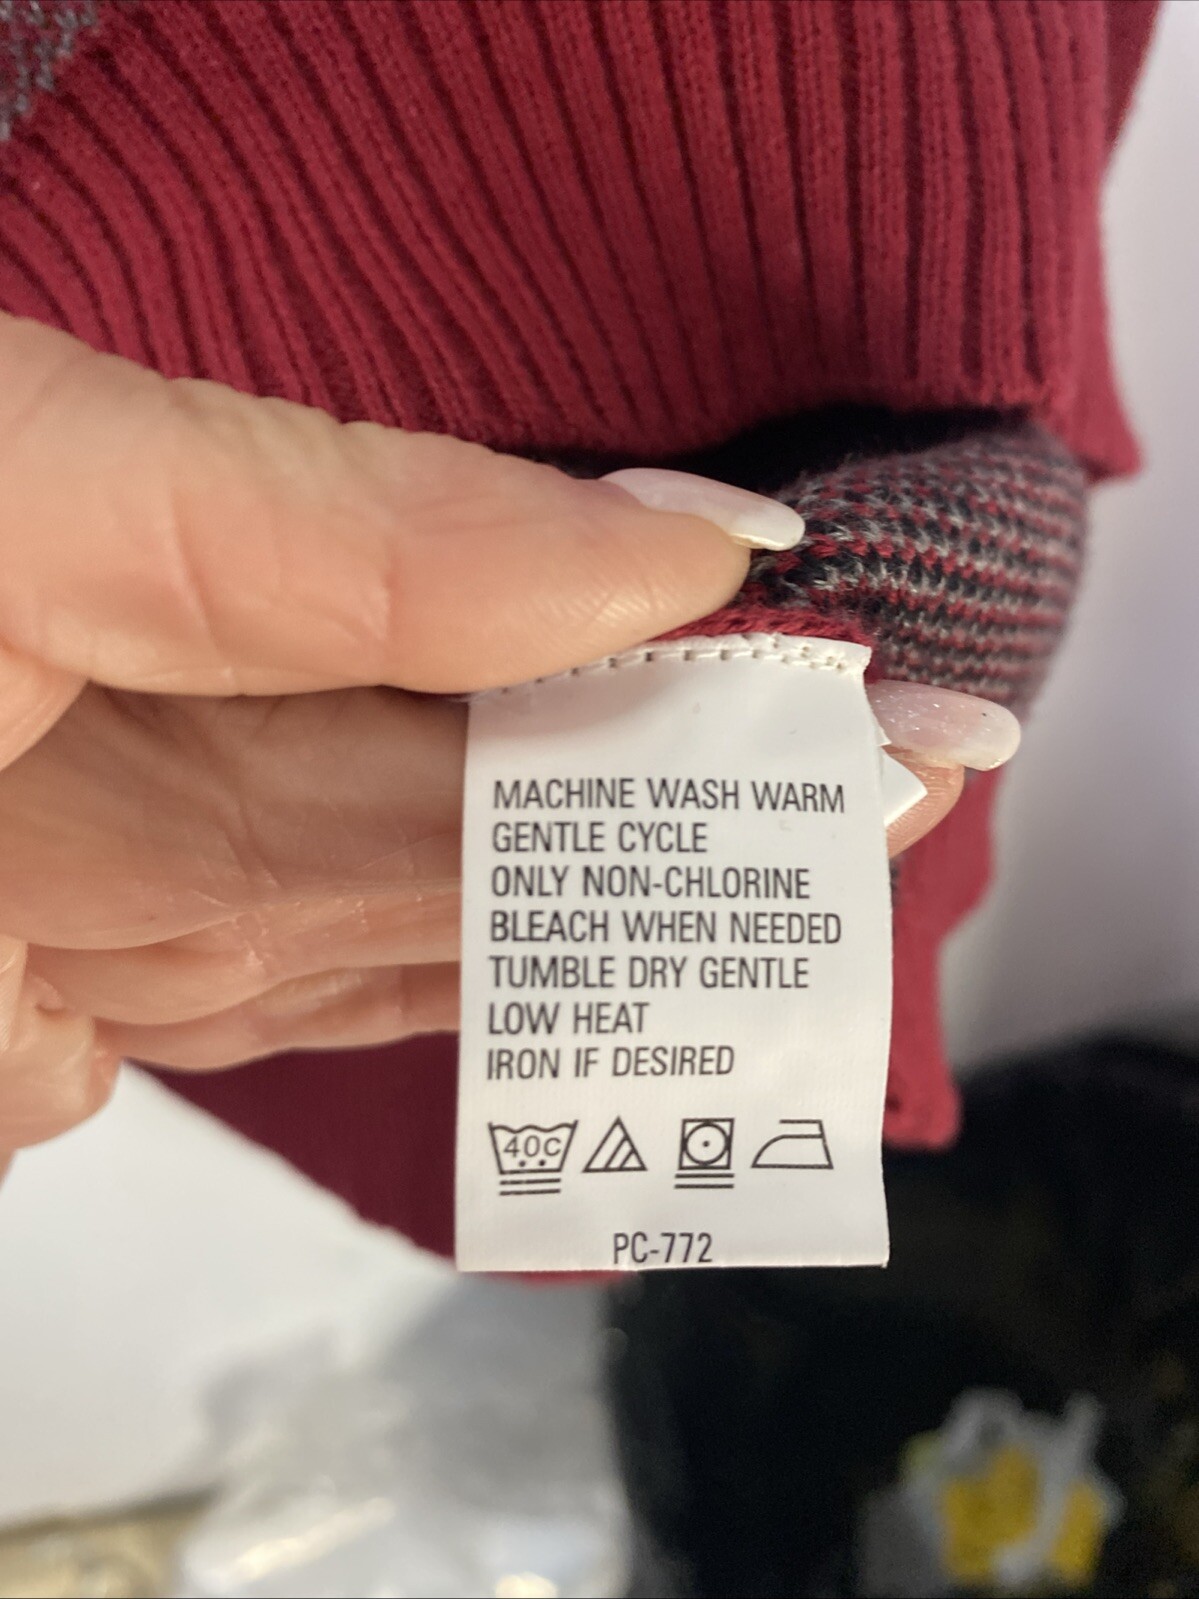 MACHINE WASH WARM
GENTLE CYCLE
ONLY NON-CHLORINE
BLEACH WHEN NEEDED
TUMBLE DRY GENTLE
LOW HEAT
IRON IF DESIRED
40C
PC-772